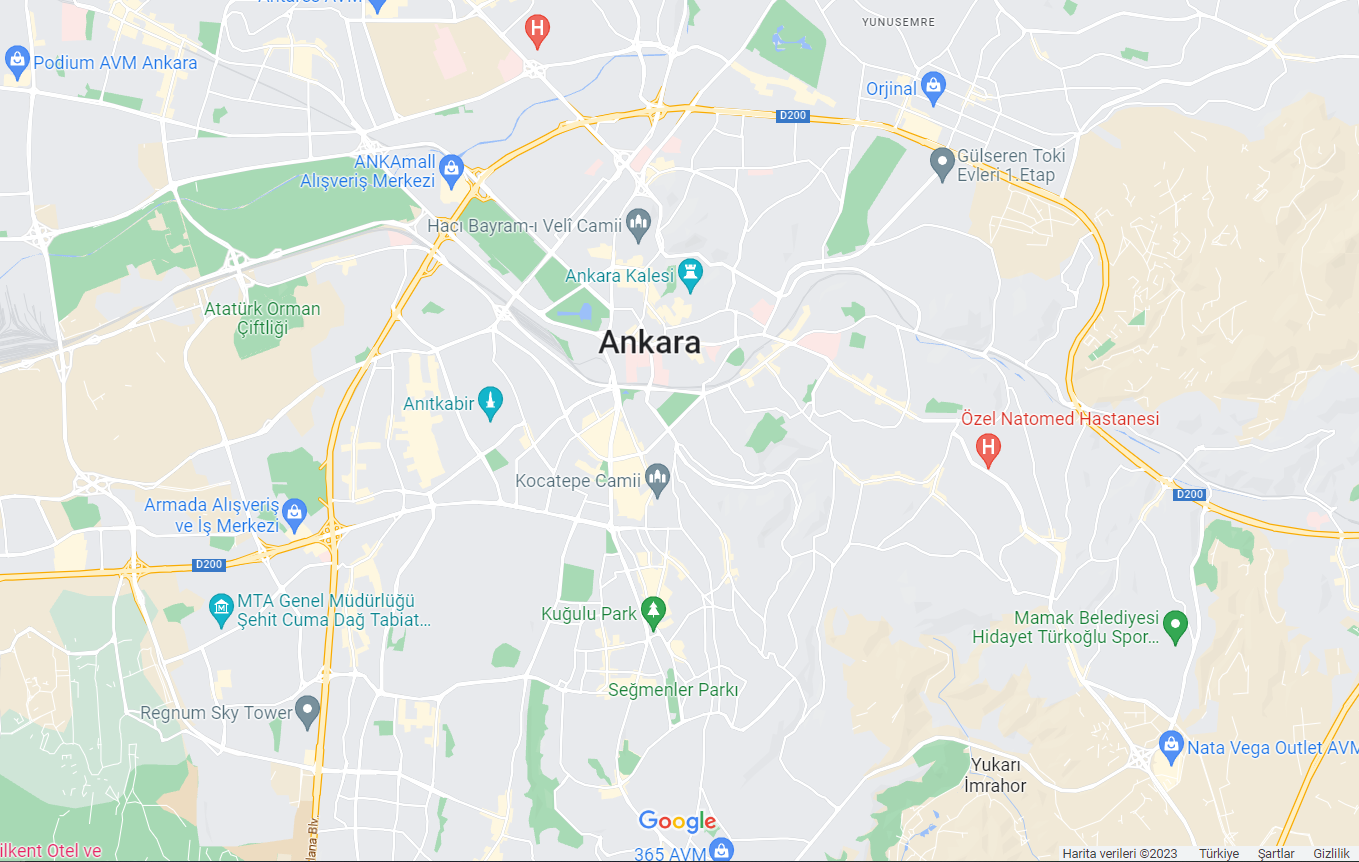 Antares AVM
YUNUSEMRE
Podium AVM Ankara
Orjinal
D200
ANKAmall
Alışveriş Merkezi
Gülseren Toki
Evleri 1.Etap
Hacı Bayram-ı Velî Camii
Ankara Kalesi
Atatürk Orman
Çiftliği
Ankara
Anıtkabir
Özel Natomed Hastanesi
Kocatepe Camii
D200
Armada Alışveriş
ve İş Merkezi
D200
MTA Genel Müdürlüğü
Şehit Cuma Dağ Tabiat...
Kuğulu Park
Mamak Belediyesi
Hidayet Türkoğlu Spor...
Seğmenler Parkı
Regnum Sky Tower
Nata Vega Outlet AVM
Yukarı
İmrahor
Google
lana Blv.
ilkent Otel ve
365 AVM
Harita verileri ©2023 Türkiye Şartlar Gizlilik